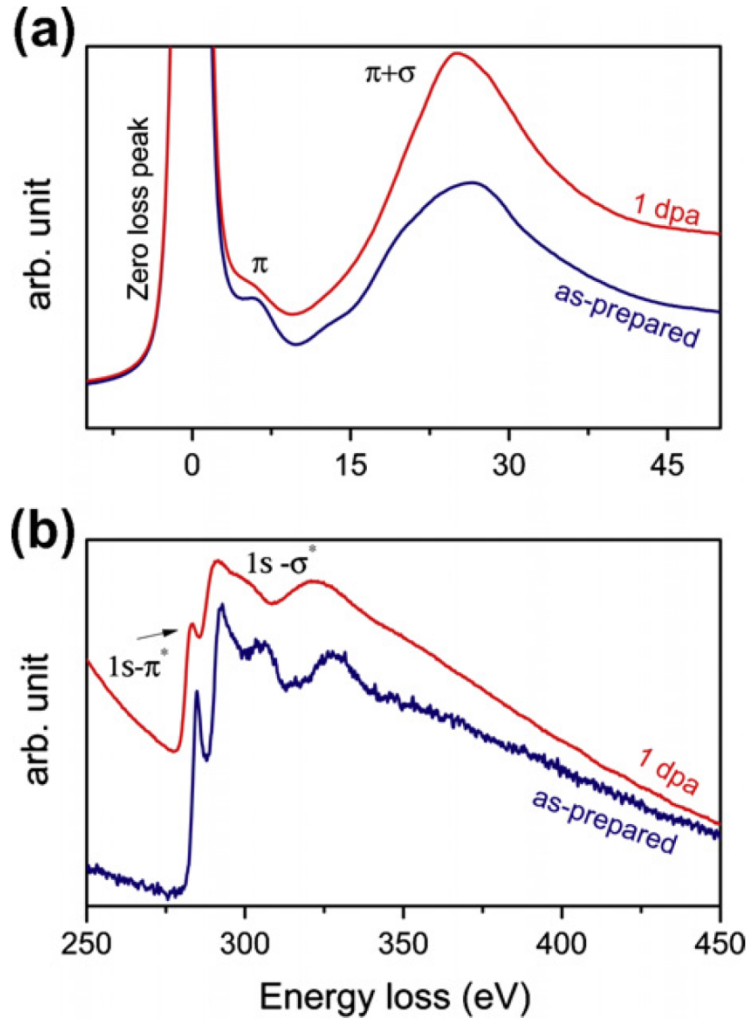 (a)
π+σ
Zero loss peak
π
1 dpa
as-prepared
arb. unit
0
15
30
45
(b)
1s -σ*
1s-π*
1 dpa
as-prepared
arb. unit
250
300
350
400
450
Energy loss (eV)